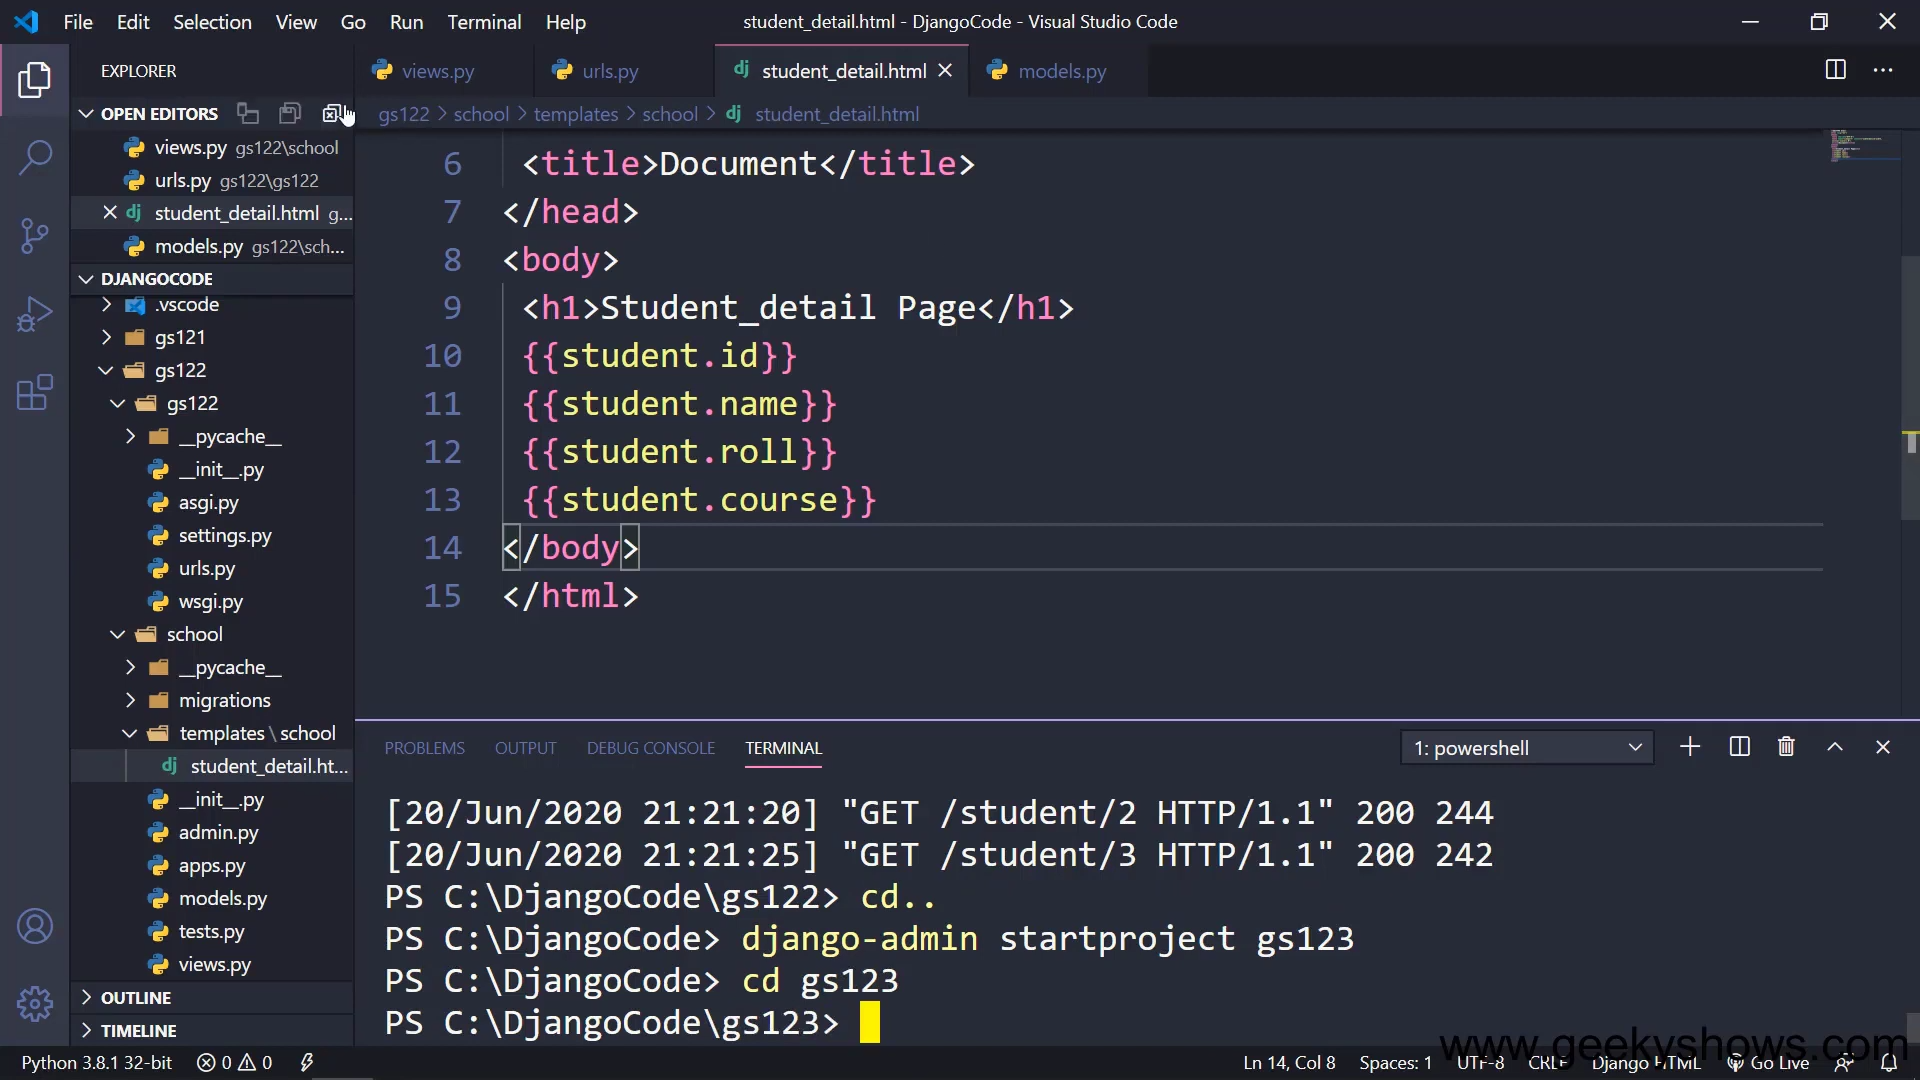 File Edit Selection View Go Run Terminal Help student_detail.html - DjangoCode - Visual Studio Code
EXPLORER
views.py urls.py student_detail.html models.py
OPEN EDITORS
gs122 > school > templates > school > student_detail.html
views.py gs122\school
urls.py gs122\gs122
student_detail.html g...
models.py gs122\sch...
DJANGOCODE
.vscode
gs121
gs122
gs122
__pycache__
__init__.py
asgi.py
settings.py
urls.py
wsgi.py
school
__pycache__
migrations
templates\school
student_detail.ht...
__init__.py
admin.py
apps.py
models.py
tests.py
views.py
OUTLINE
TIMELINE
6 <title>Document</title>
7 </head>
8 <body>
9 <h1>Student_detail Page</h1>
10 {{student.id}}
11 {{student.name}}
12 {{student.roll}}
13 {{student.course}}
14 </body>
15 </html>
PROBLEMS OUTPUT DEBUG CONSOLE TERMINAL 1: powershell
[20/Jun/2020 21:21:20] "GET /student/2 HTTP/1.1" 200 244
[20/Jun/2020 21:21:25] "GET /student/3 HTTP/1.1" 200 242
PS C:\DjangoCode\gs122> cd..
PS C:\DjangoCode> django-admin startproject gs123
PS C:\DjangoCode> cd gs123
PS C:\DjangoCode\gs123>
www.geekyshows.com
Python 3.8.1 32-bit 0 0 Ln 14, Col 8 Spaces: 1 UTF-8 CRLF Django HTML Go Live